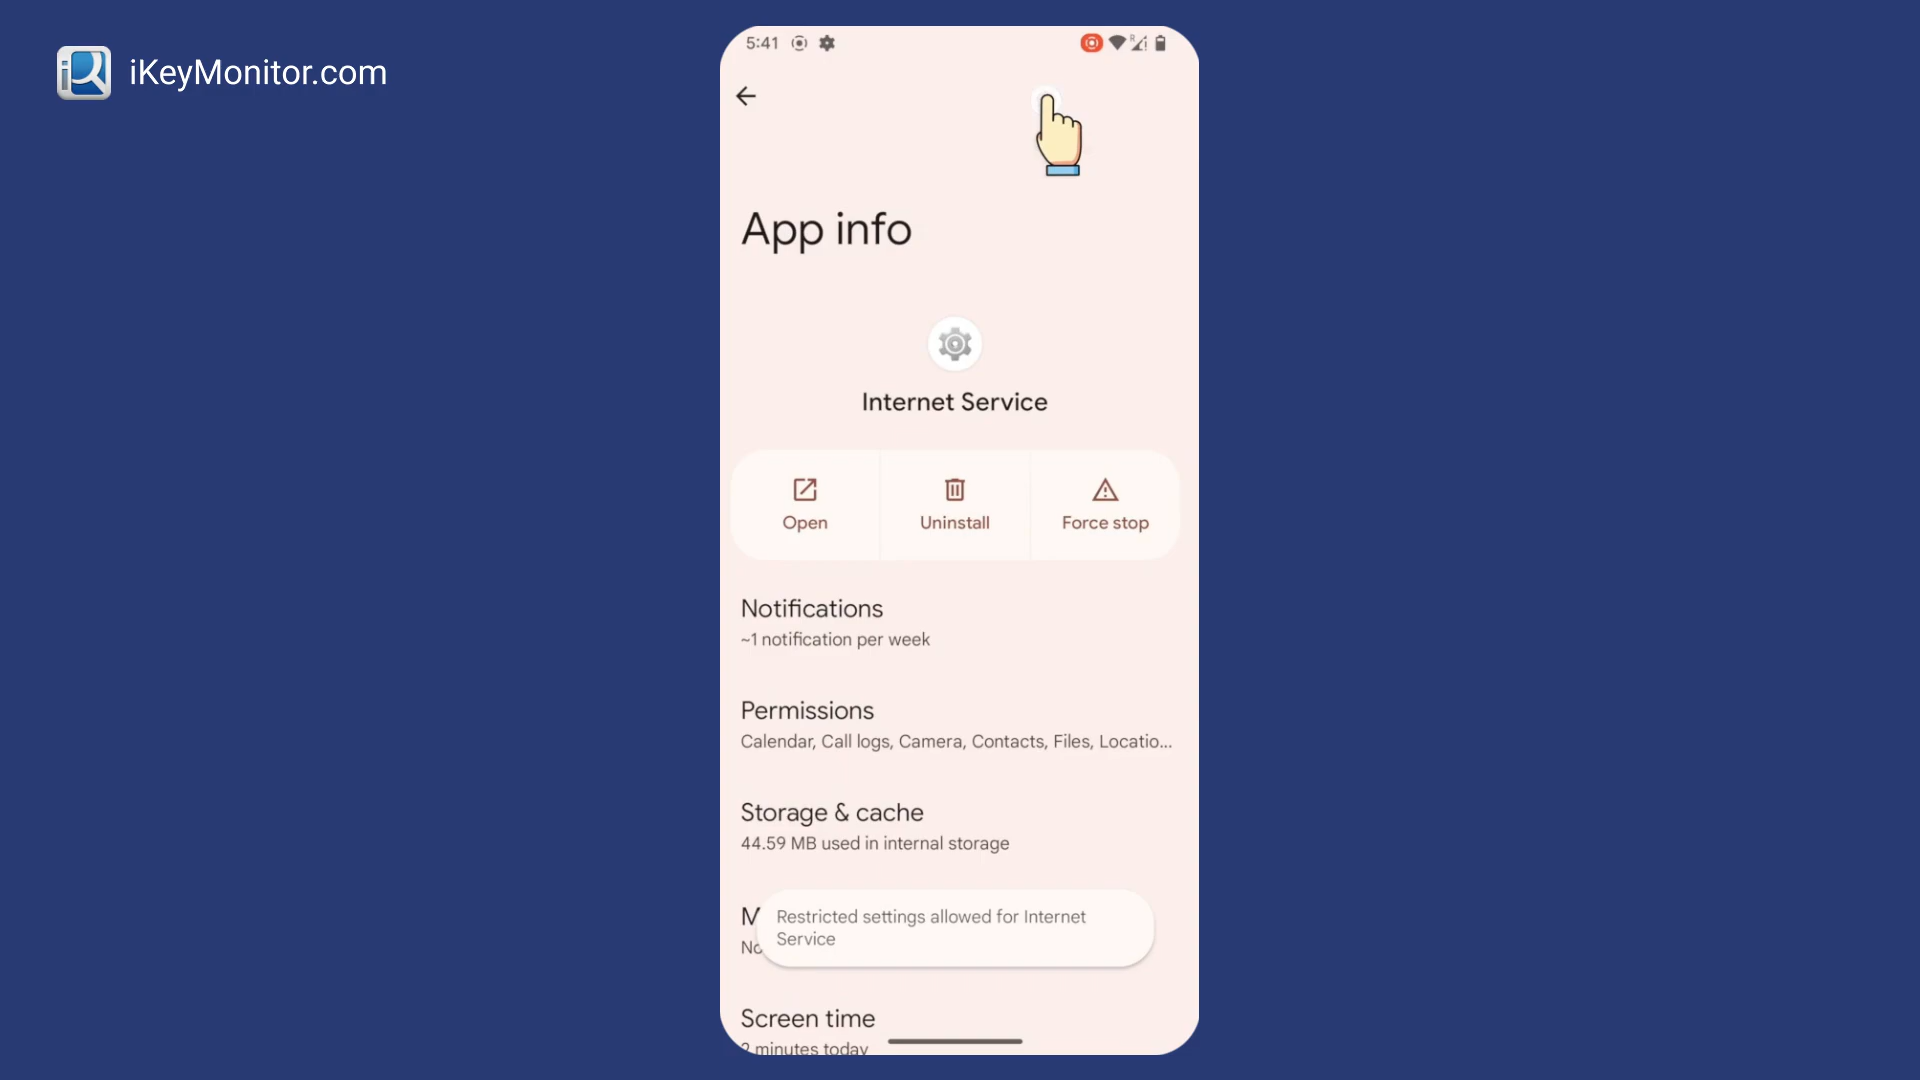 iKeyMonitor.com
5:41
App info
Internet Service
Open
Uninstall
Force stop
Notifications
~1 notification per week
Permissions
Calendar, Call logs, Camera, Contacts, Files, Locatio...
Storage & cache
44.59 MB used in internal storage
Restricted settings allowed for Internet
Service
Screen time
2 minutes today